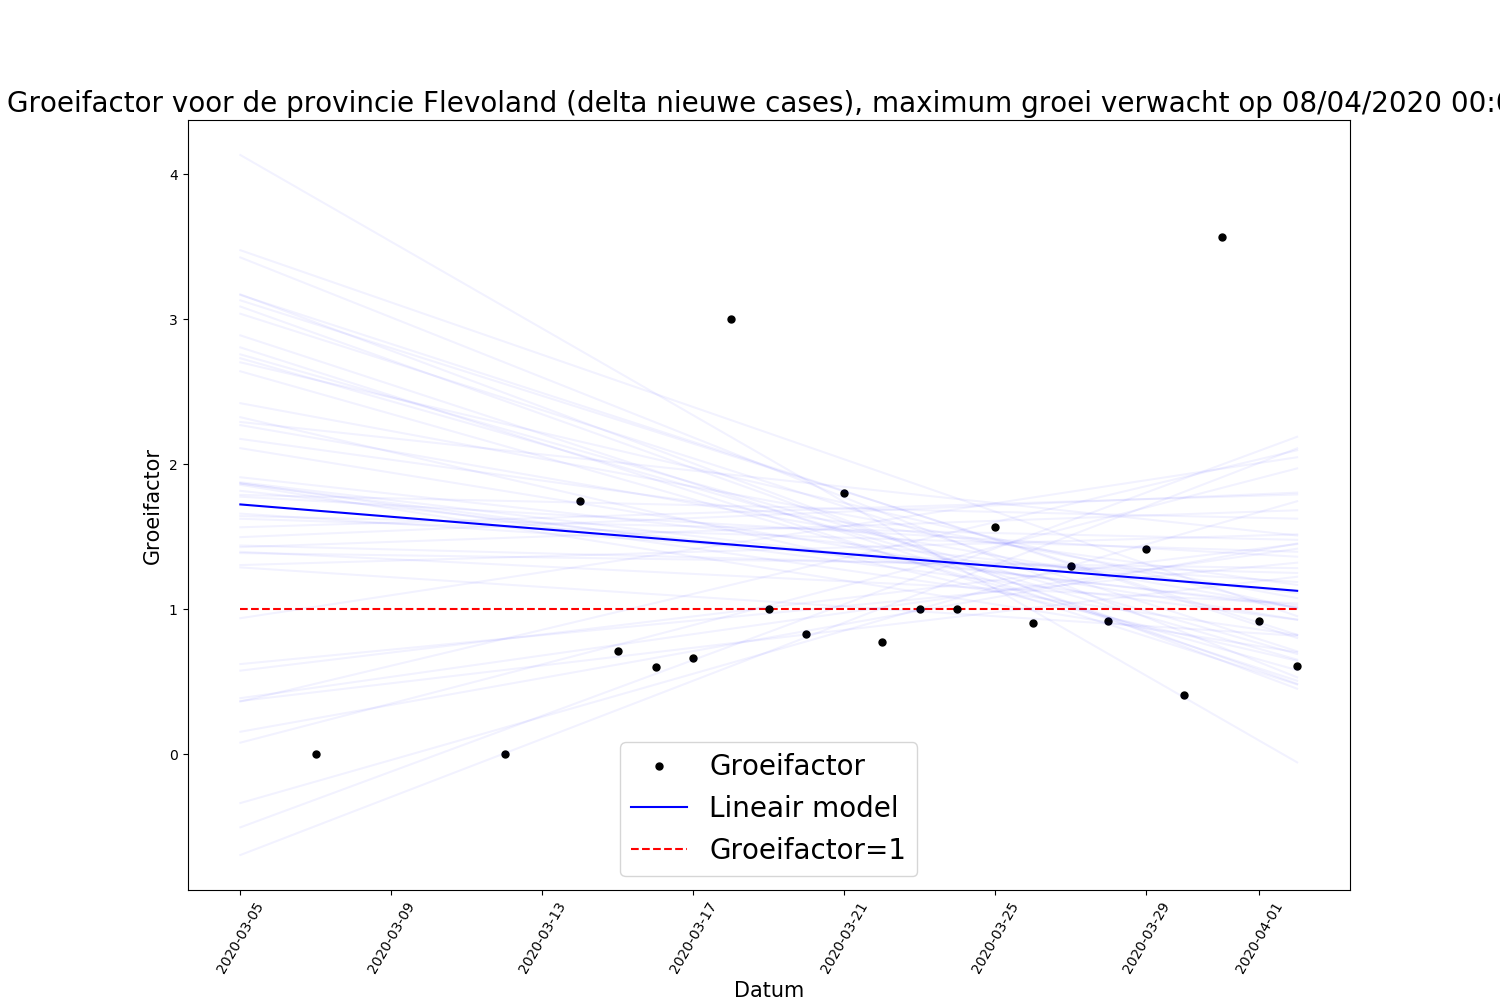 Groeifactor voor de provincie Flevoland (delta nieuwe cases), maximum groei verwacht op 08/04/2020 00:
4
3
2
1
0
Groeifactor
Groeifactor
Lineair model
Groeifactor=1
2020-03-05
2020-03-09
2020-03-13
2020-03-17
2020-03-21
2020-03-25
2020-03-29
2020-04-01
Datum